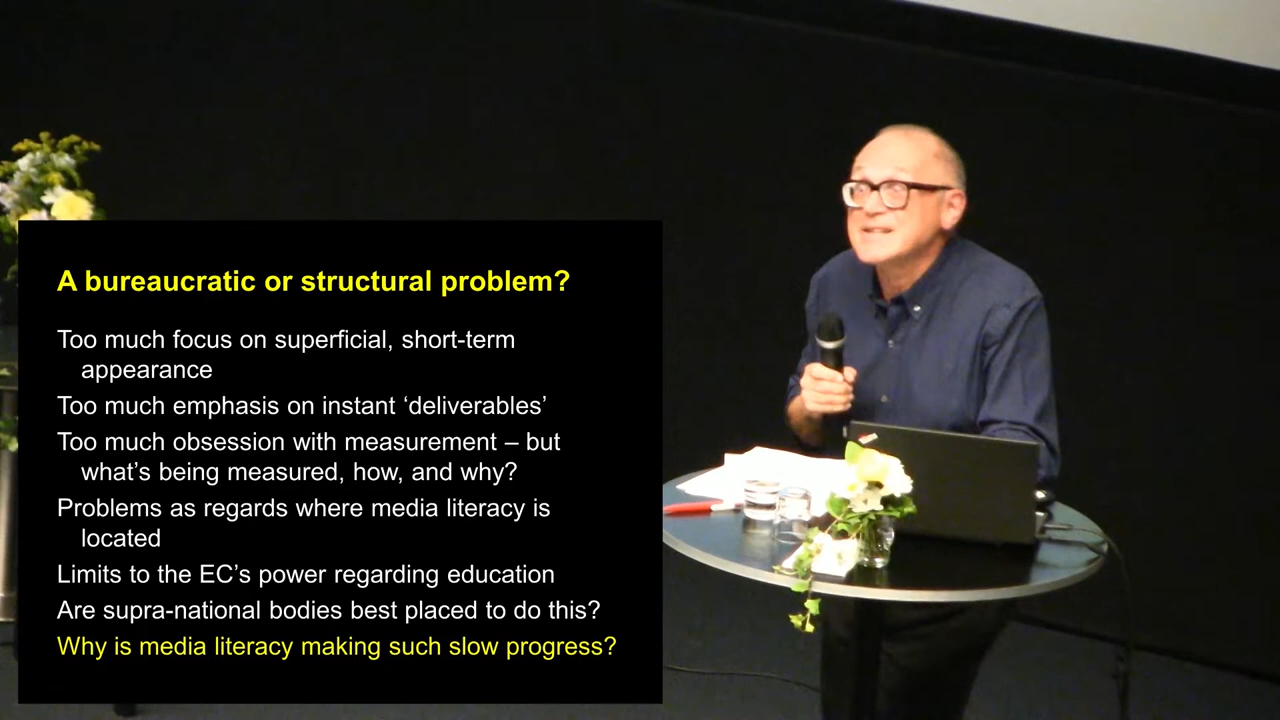 A bureaucratic or structural problem?
Too much focus on superficial, short-term
appearance
Too much emphasis on instant ‘deliverables’
Too much obsession with measurement – but
what’s being measured, how, and why?
Problems as regards where media literacy is
located
Limits to the EC’s power regarding education
Are supra-national bodies best placed to do this?
Why is media literacy making such slow progress?